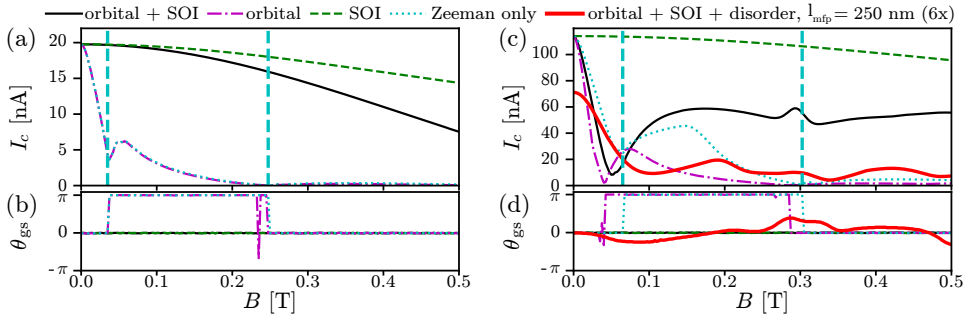 orbital + SOI orbital SOI Zeeman only orbital + SOI + disorder, l_mfp = 250 nm (6x)
(a) 20 15 10 5 0 I_c [nA]
(c) 100 80 60 40 20 0 I_c [nA]
(b) π 0 -π θ_gs
(d) π 0 -π θ_gs
0.0 0.1 0.2 0.3 0.4 0.5
B [T]
0.0 0.1 0.2 0.3 0.4 0.5
B [T]